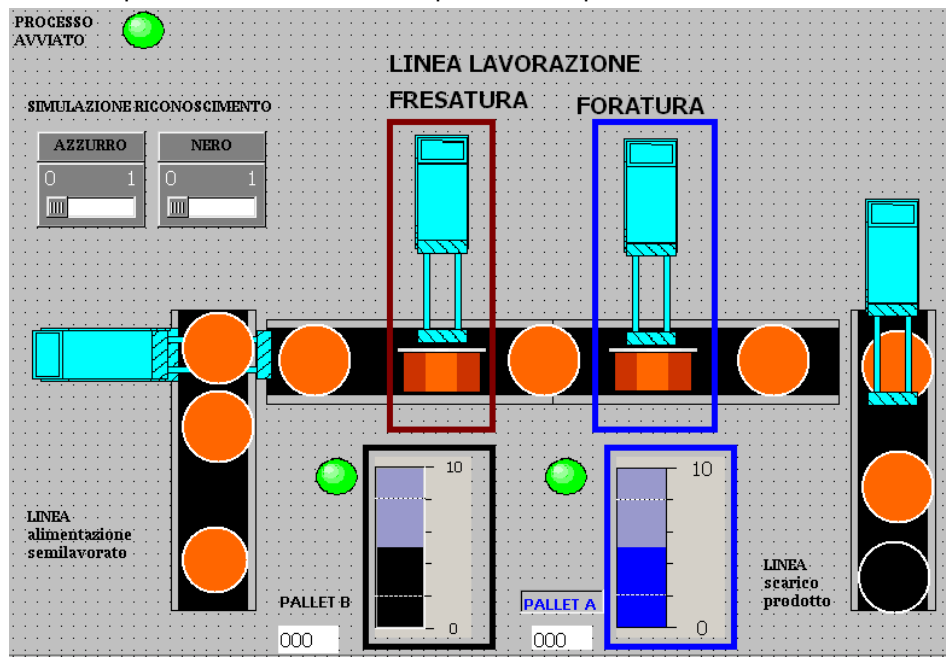 PROCESSO
AVVIATO
LINEA LAVORAZIONE
FRESATURA
FORATURA
SIMULAZIONE RICONOSCIMENTO
AZZURRO
NERO
0 1
0 1
10
10
LINEA
alimentazione
semilavorato
LINEA
scarico
prodotto
PALLET B
PALLET A
0
0
000
000